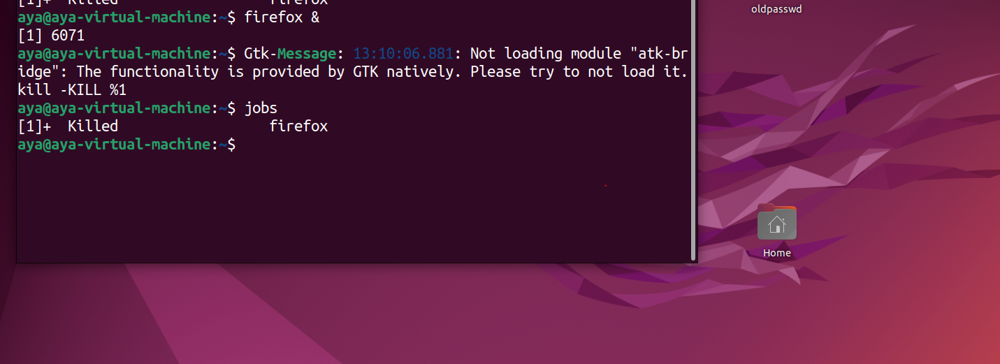 [1]+  Killed                  firefox
aya@aya-virtual-machine:~$ firefox &
[1] 6071
aya@aya-virtual-machine:~$ Gtk-Message: 13:10:06.881: Not loading module "atk-br
idge": The functionality is provided by GTK natively. Please try to not load it.
kill -KILL %1
aya@aya-virtual-machine:~$ jobs
[1]+  Killed                  firefox
aya@aya-virtual-machine:~$
oldpasswd
Home